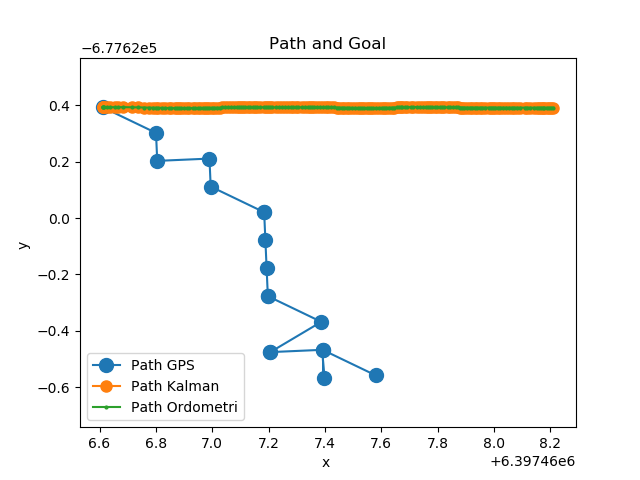 Path and Goal
−6.7762e5
0.4
0.2
0.0
−0.2
−0.4
−0.6
y
Path GPS
Path Kalman
Path Ordometri
6.6 6.8 7.0 7.2 7.4 7.6 7.8 8.0 8.2
x
+6.39746e6